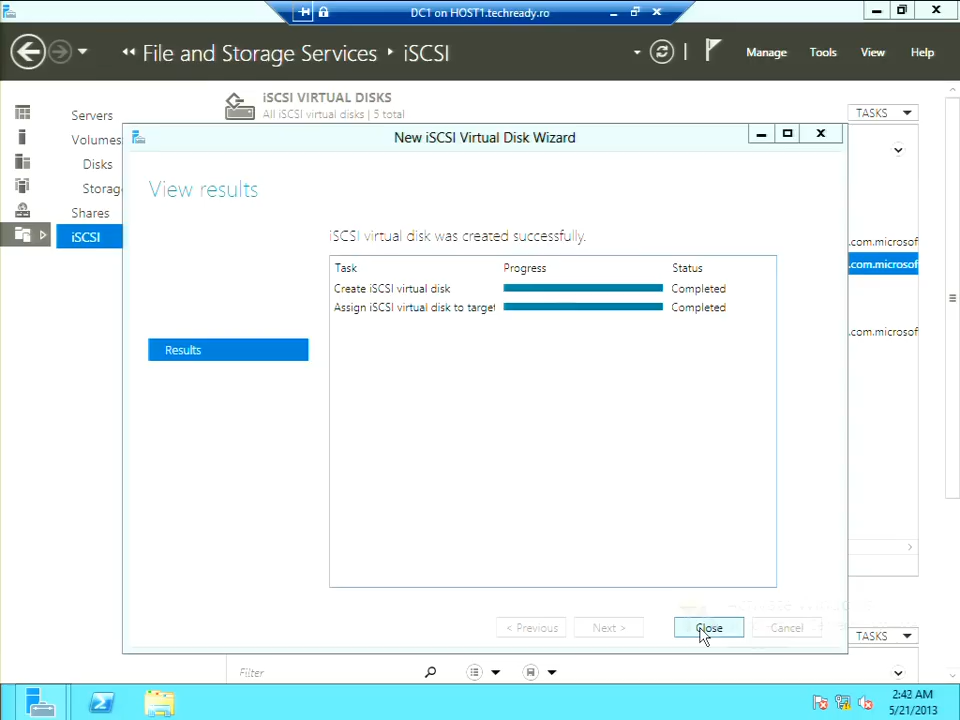 DC1 on HOST1.techready.ro
File and Storage Services
iSCSI
Manage
Tools
View
Help
Servers
Volumes
Disks
Storag
Shares
iSCSI
iSCSI VIRTUAL DISKS
All iSCSI virtual disks | 5 total
TASKS
New iSCSI Virtual Disk Wizard
View results
iSCSI virtual disk was created successfully.
Task Progress Status
Create iSCSI virtual disk Completed
Assign iSCSI virtual disk to target Completed
Results
.com.microsof
.com.microsof
.com.microsof
< Previous
Next >
Close
Cancel
TASKS
Filter
2:43 AM
5/21/2013